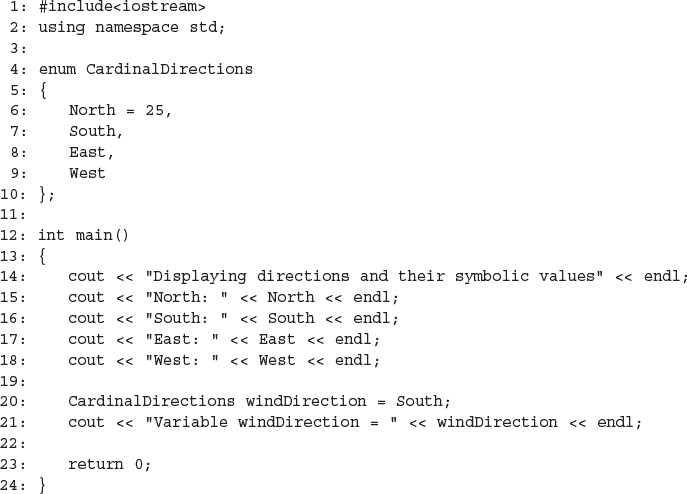 1: #include<iostream>
2: using namespace std;
3:
4: enum CardinalDirections
5: {
6:    North = 25,
7:    South,
8:    East,
9:    West
10: };
11:
12: int main()
13: {
14:    cout << "Displaying directions and their symbolic values" << endl;
15:    cout << "North: " << North << endl;
16:    cout << "South: " << South << endl;
17:    cout << "East: " << East << endl;
18:    cout << "West: " << West << endl;
19:
20:    CardinalDirections windDirection = South;
21:    cout << "Variable windDirection = " << windDirection << endl;
22:
23:    return 0;
24: }